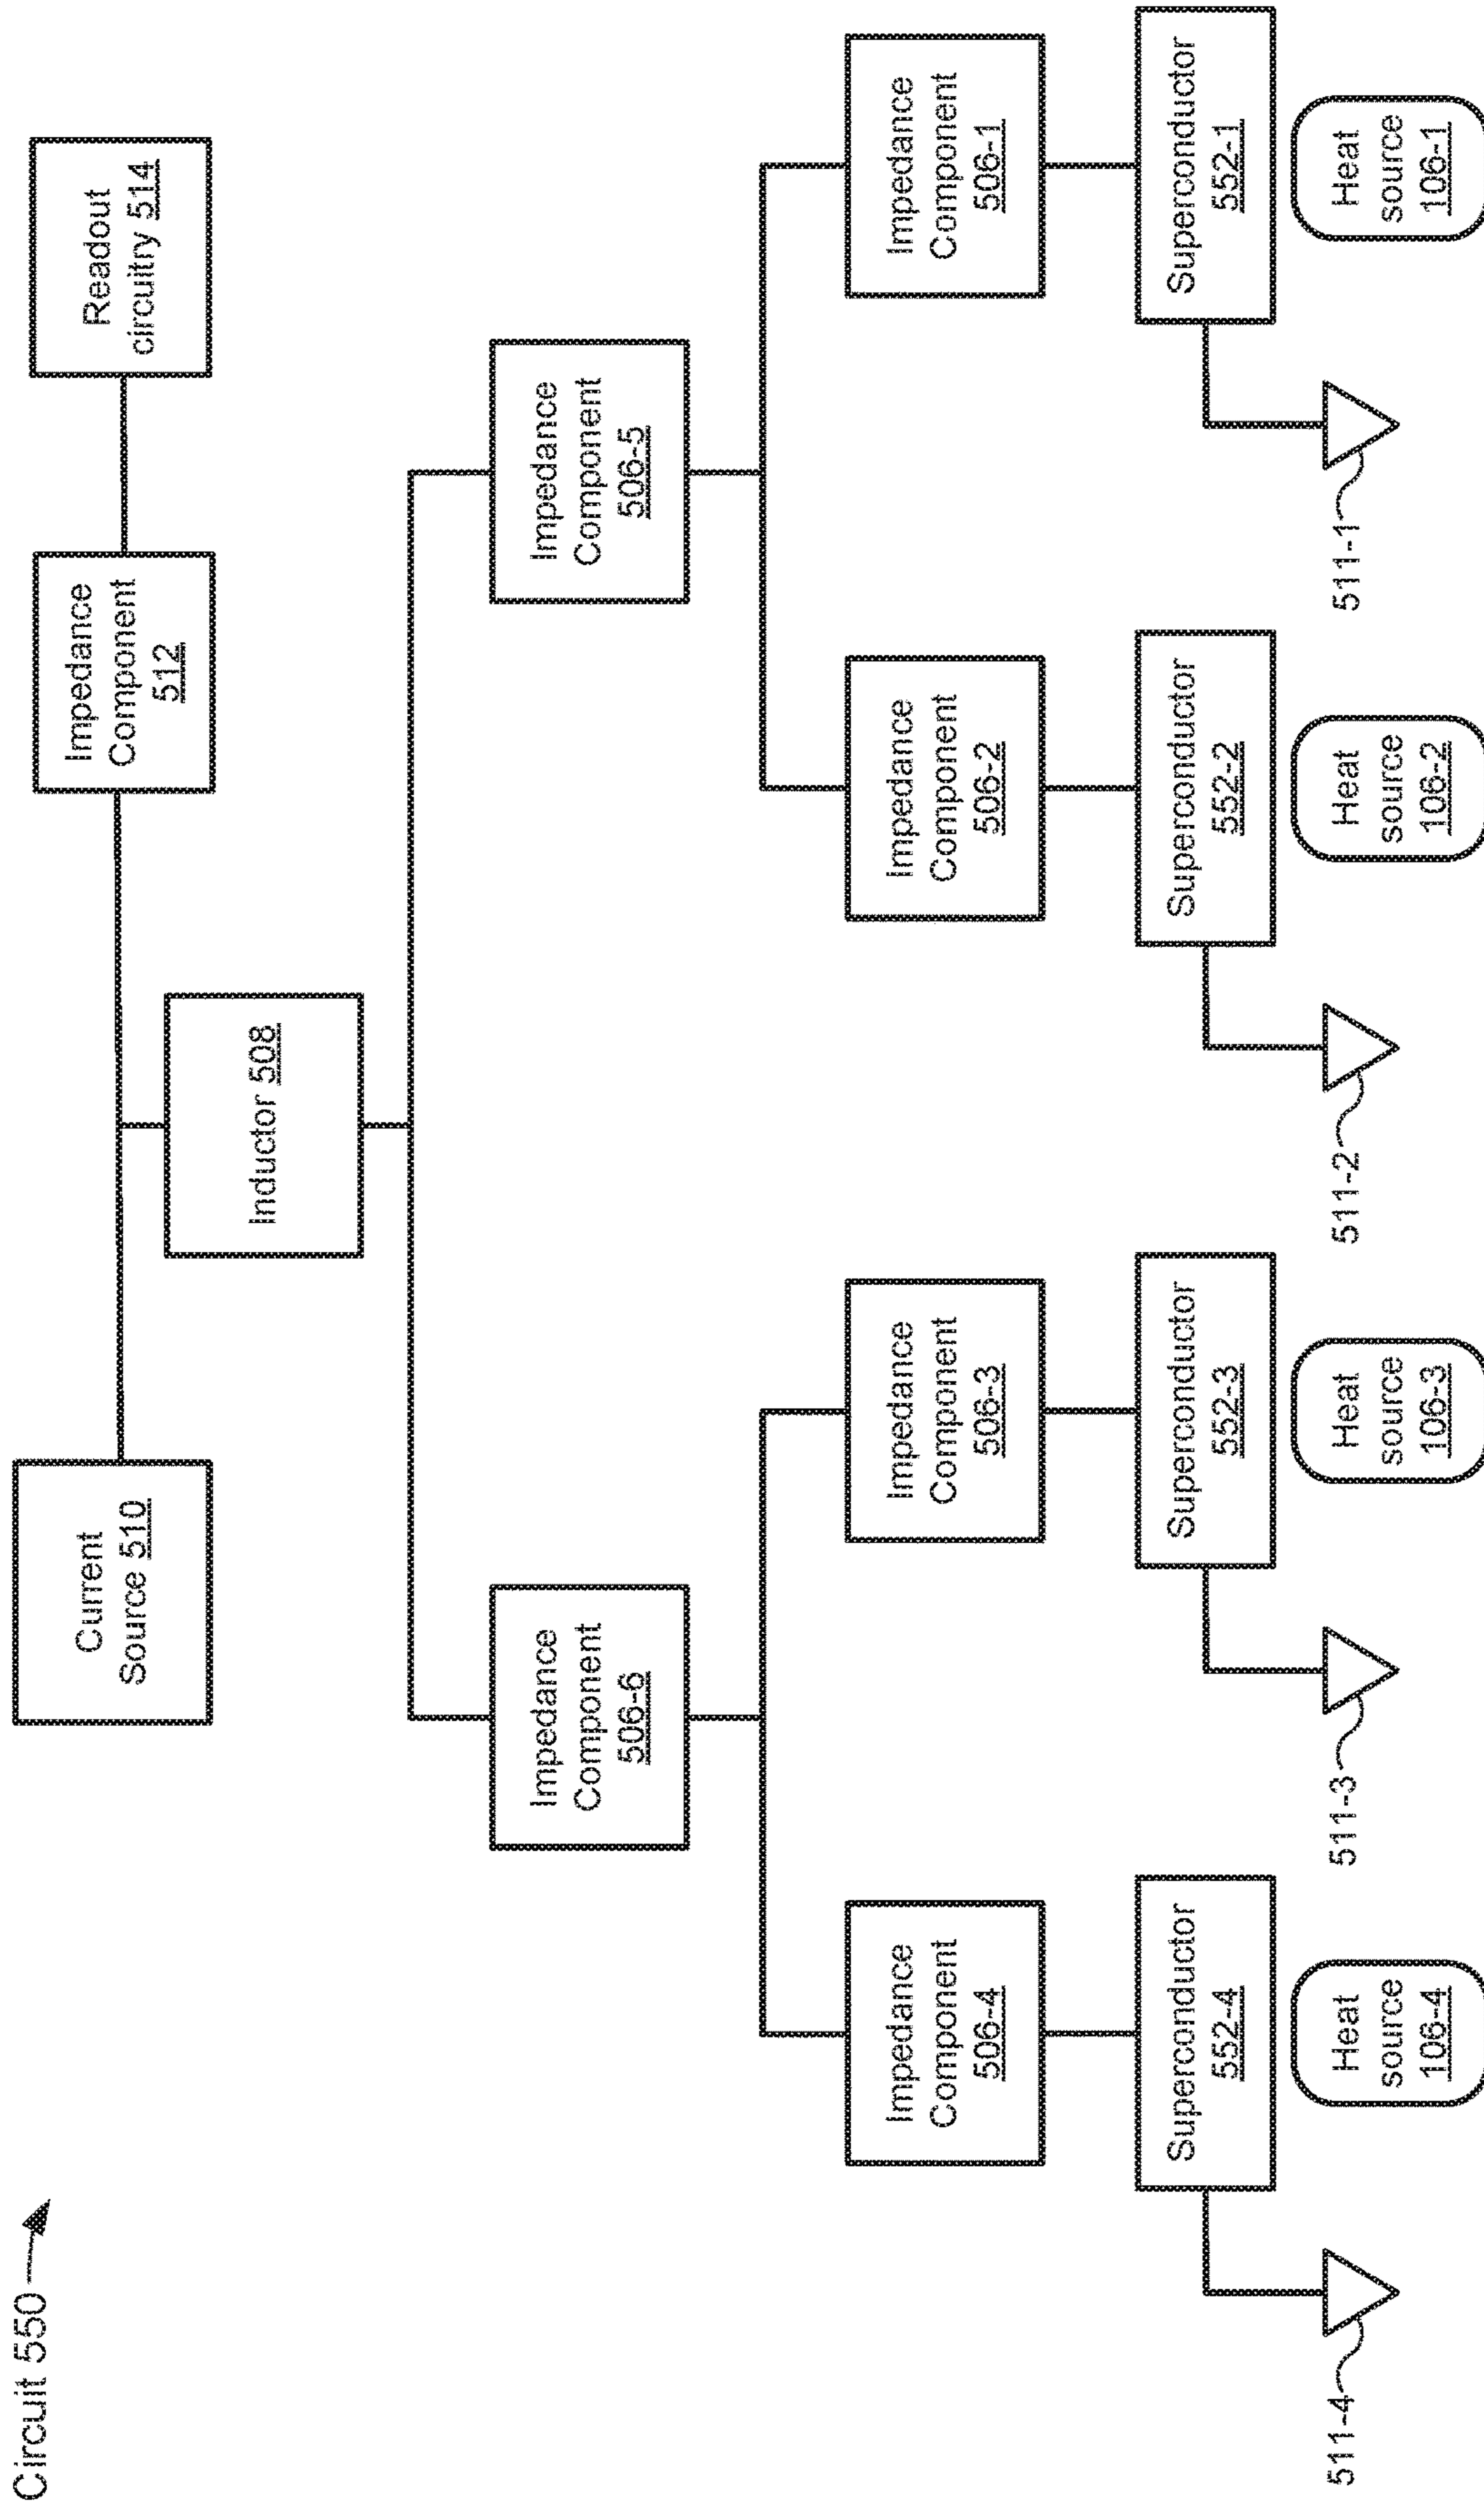 Circuit 550
Current
Source 510
Impedance
Component
512
Readout
circuitry 514
Inductor 508
Impedance
Component
506-6
Impedance
Component
506-5
Impedance
Component
506-4
Impedance
Component
506-3
Impedance
Component
506-2
Impedance
Component
506-1
Superconductor
552-4
Superconductor
552-3
Superconductor
552-2
Superconductor
552-1
511-4
Heat
source
106-4
511-3
Heat
source
106-3
511-2
Heat
source
106-2
511-1
Heat
source
106-1